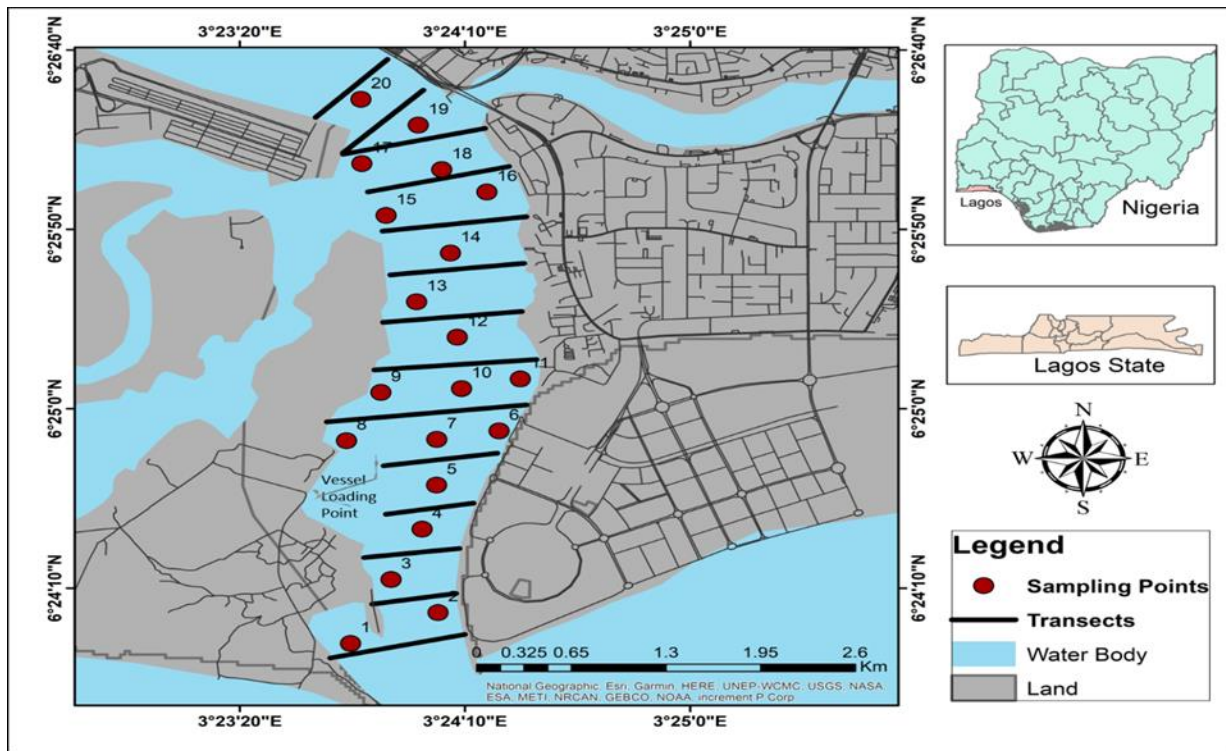 3°23'20"E 3°24'10"E 3°25'0"E
6°26'40"N 6°26'40"N
20
19
17
18
16
15
6°25'50"N 6°25'50"N
14
13
12
11
10
9
6°25'0"N 6°25'0"N
8
7
6
5
Vessel
Loading
Point
4
3
6°24'10"N 6°24'10"N
2
1
0 0.325 0.65 1.3 1.95 2.6
Km
National Geographic, Esri, Garmin, HERE, UNEP-WCMC, USGS, NASA,
ESA, METI, NRCAN, GEBCO, NOAA, increment P Corp
3°23'20"E 3°24'10"E 3°25'0"E
Lagos
Nigeria
Lagos State
N
W E
S
Legend
Sampling Points
Transects
Water Body
Land